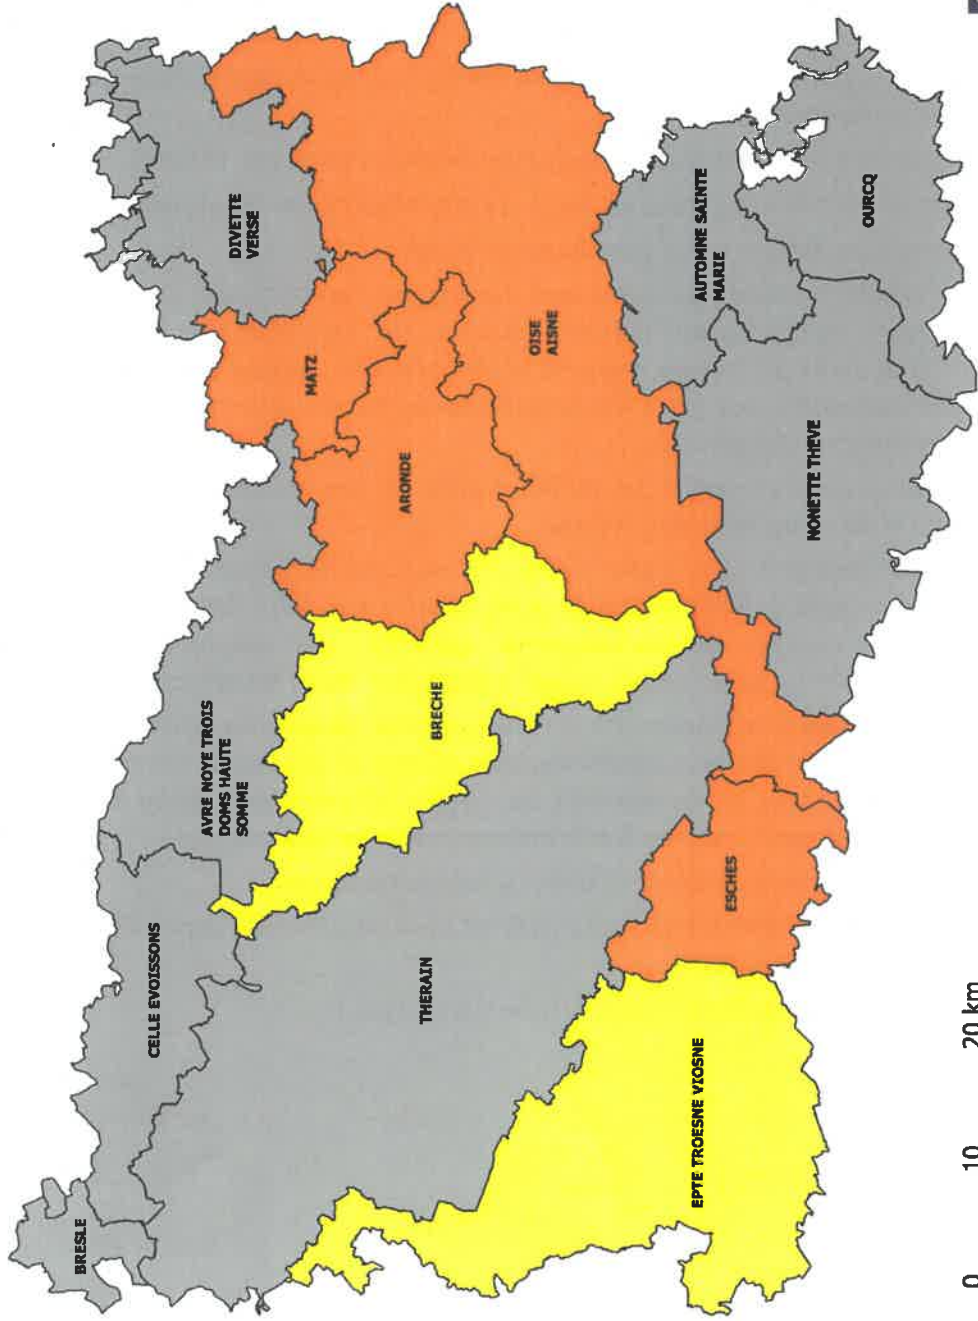 BRESLE
CELLE EVOISSONS
AVRE NOYE TROIS
DOMS HAUTE
SOMME
DIVETTE
VERSE
MATZ
ARONDE
OISE
AISNE
BRECHE
THERAIN
AUTOMNE SAINTE
MARIE
OURCQ
NONETTE THEVE
ESCHES
EPTE TROESNE VIOSNE
0 10 20 km